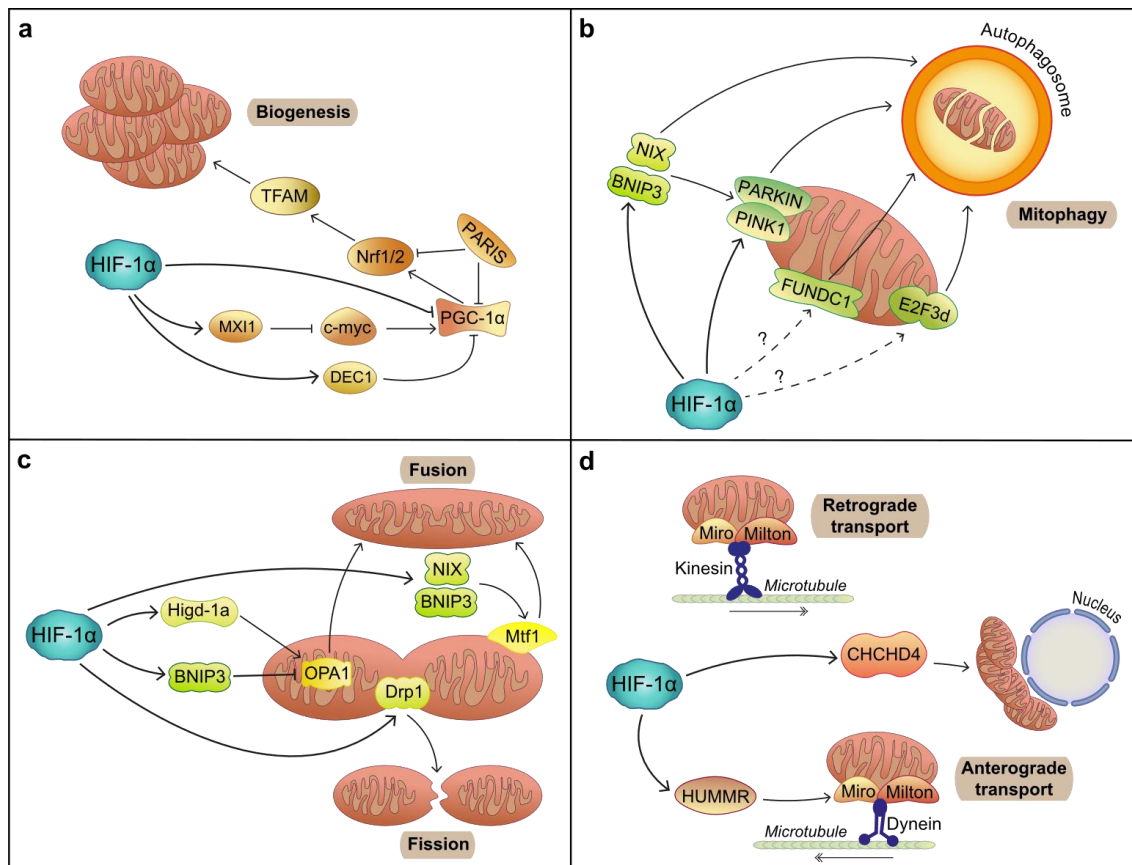 a
Biogenesis
TFAM
PARIS
Nrf1/2
HIF-1α
PGC-1α
MXI1
c-myc
DEC1
b
Autophagosome
NIX
BNIP3
PARKIN
PINK1
Mitophagy
FUNDC1
E2F3d
?
?
HIF-1α
c
Fusion
NIX
BNIP3
Higd-1a
HIF-1α
Mtf1
BNIP3
OPA1
Drp1
Fission
d
Retrograde
transport
Miro
Milton
Kinesin
Microtubule
Nucleus
CHCHD4
HIF-1α
HUMMR
Miro
Milton
Anterograde
transport
Dynein
Microtubule